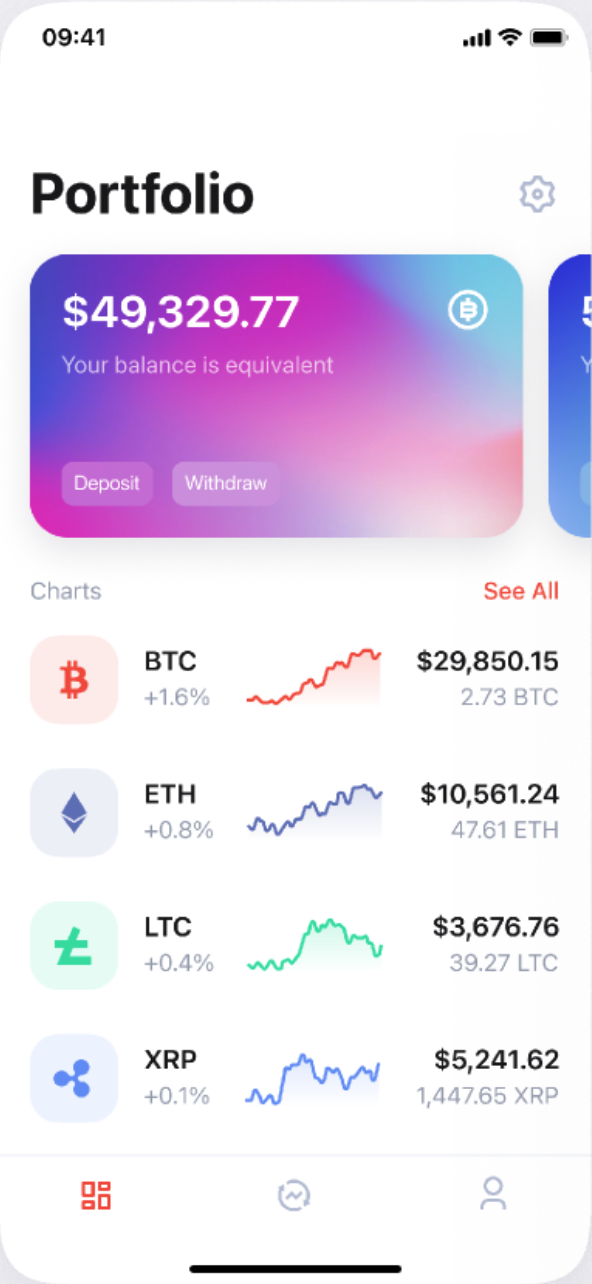 09:41
Portfolio
$49,329.77
Your balance is equivalent
Deposit
Withdraw
Charts
See All
BTC
$29,850.15
+1.6%
2.73 BTC
ETH
$10,561.24
+0.8%
47.61 ETH
LTC
$3,676.76
+0.4%
39.27 LTC
XRP
$5,241.62
+0.1%
1,447.65 XRP